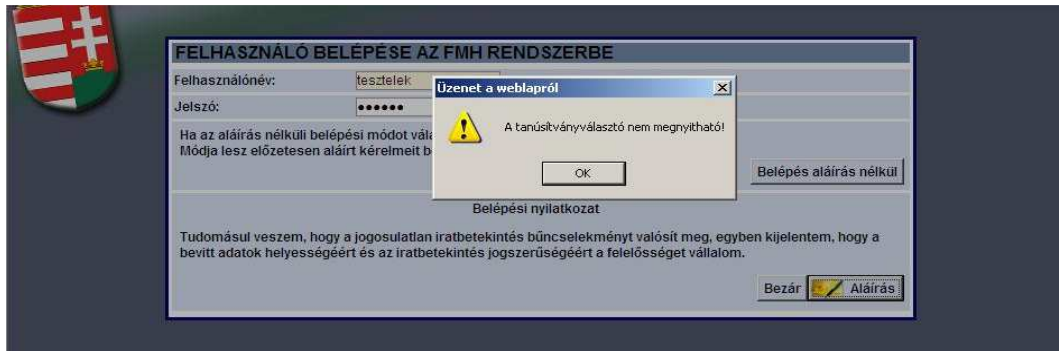 FELHASZNÁLÓ BELÉPÉSE AZ FMH RENDSZERBE
Felhasználónév:
tesztelek
Jelszó:
••••••
Ha az aláírás nélküli belépési módot
Módja lesz előzetesen aláírt kérelmeit
Belépés aláírás nélkül
Üzenet a weblapról
A tanúsítványválasztó nem megnyitható!
OK
Belépési nyilatkozat
Tudomásul veszem, hogy a jogosulatlan iratbetekintés bűncselekményt valósít meg, egyben kijelentem, hogy a
bevitt adatok helyességéért és az iratbetekintés jogszerűségéért a felelősséget vállalom.
Bezár
Aláírás